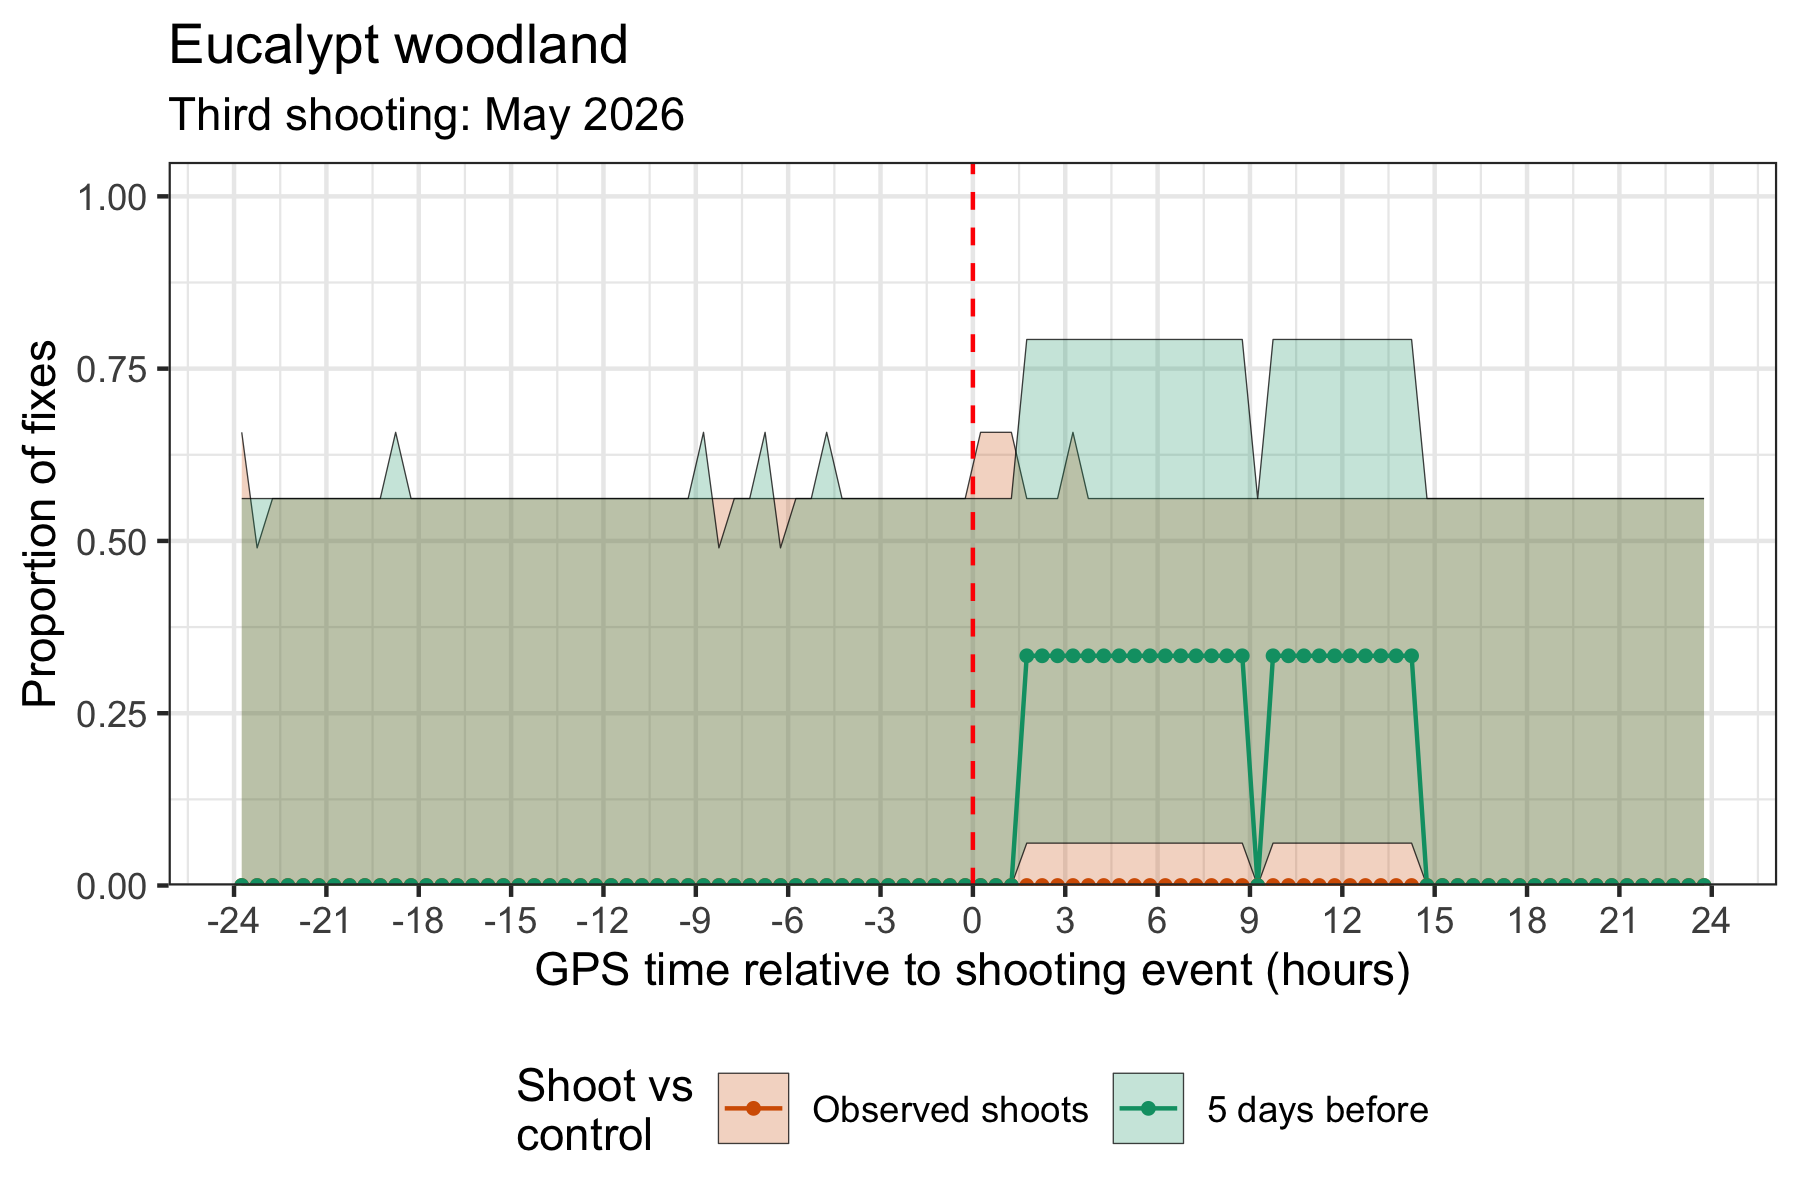 Eucalypt woodland
Third shooting: May 2026
Proportion of fixes
1.00
0.75
0.50
0.25
0.00
-24 -21 -18 -15 -12 -9 -6 -3 0 3 6 9 12 15 18 21 24
GPS time relative to shooting event (hours)
Shoot vs
control
Observed shoots
5 days before